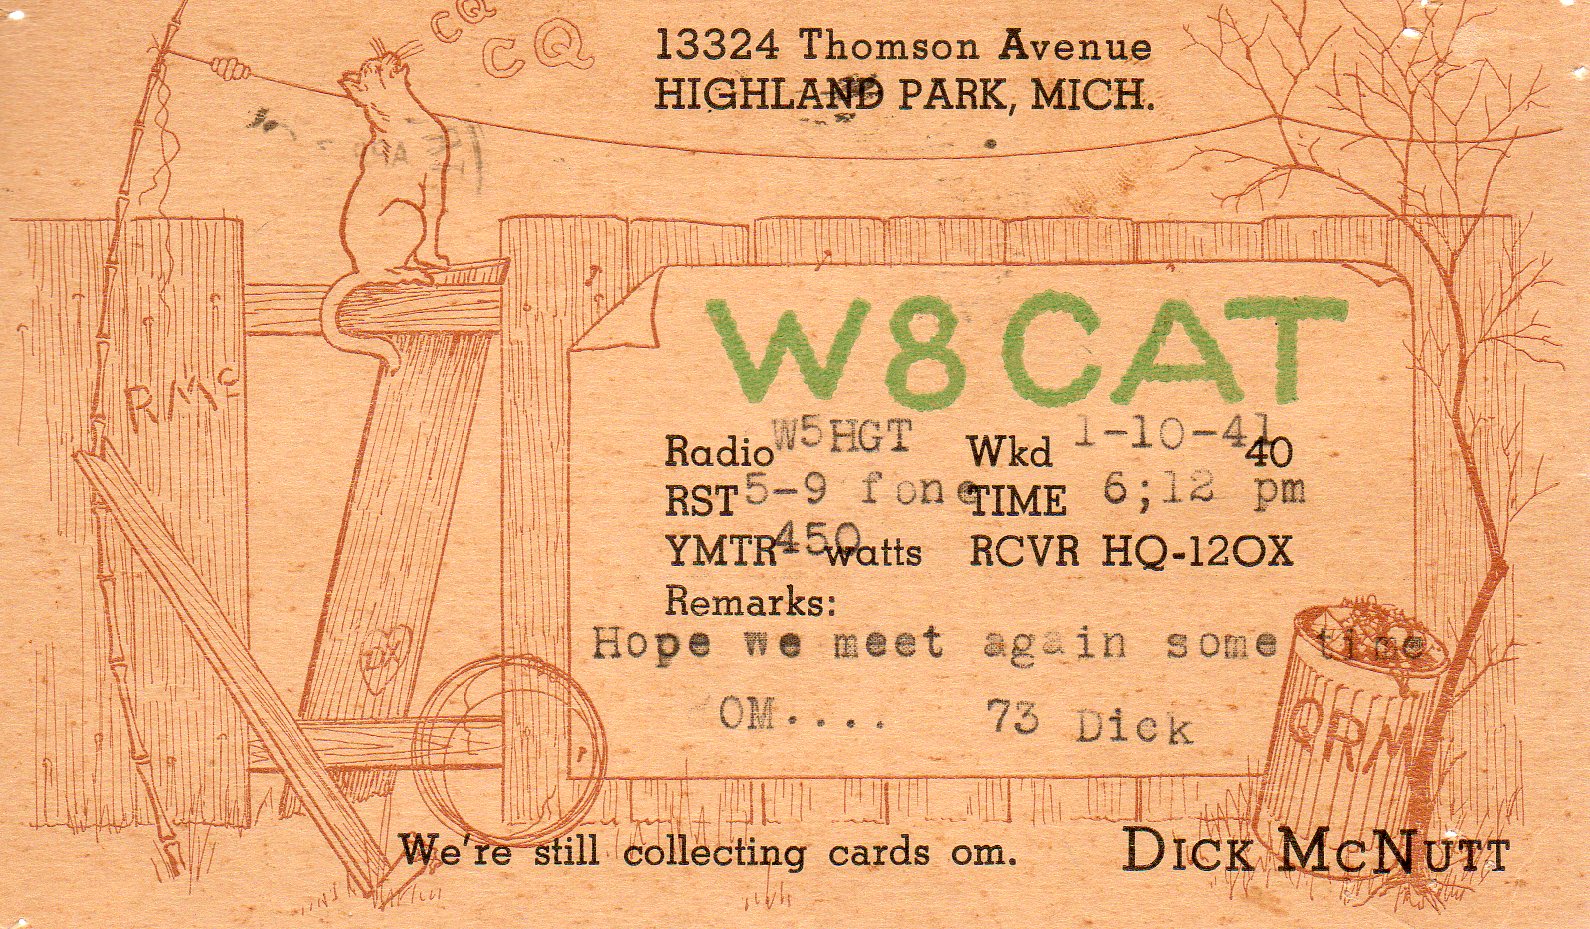 CQ
CQ
13324 Thomson Avenue
HIGHLAND PARK, MICH.
W8CAT
RMC
Radio W5HGT Wkd 1-10-41 40
RST 5-9 fone TIME 6;12 pm
YMTR 450 watts RCVR HQ-120X
Remarks:
Hope we meet again some time
OM.... 73 Dick
DX
QRM
We're still collecting cards om. DICK McNUTT